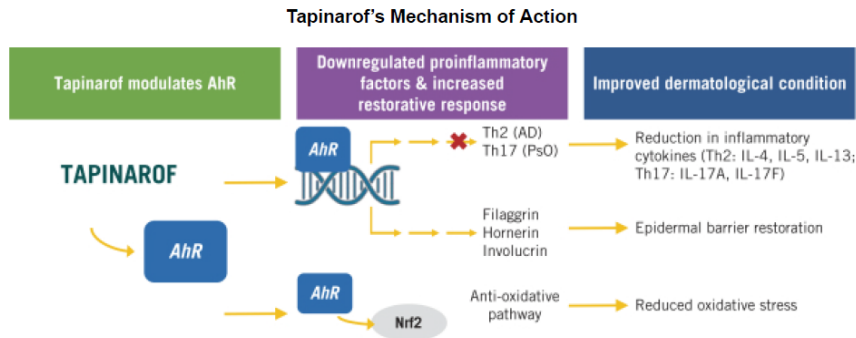 Tapinarof's Mechanism of Action
Tapinarof modulates AhR
Downregulated proinflammatory
factors & increased
restorative response
Improved dermatological condition
TAPINAROF
AhR
AhR
Th2 (AD)
Th17 (PsO)
Reduction in inflammatory
cytokines (Th2: IL-4, IL-5, IL-13;
Th17: IL-17A, IL-17F)
Filaggrin
Hornerin
Involucrin
Epidermal barrier restoration
AhR
Nrf2
Anti-oxidative
pathway
Reduced oxidative stress